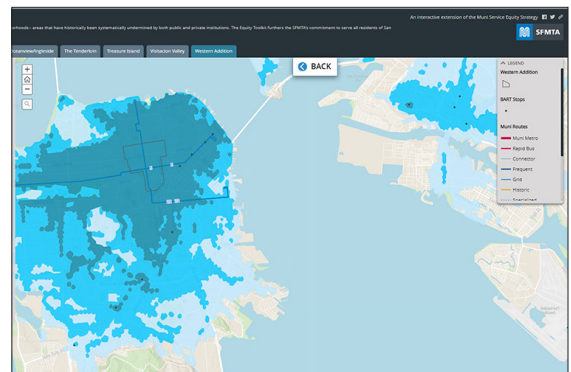 An Interactive extension of the Muni Service Equity Strategy
orhoods - areas that have historically been systematically undermined by both public and private institutions. The Equity Toolkit furthers the SFMTA's commitment to serve all residents of San
SFMTA
Oceanview/Ingleside
The Tenderloin
Treasure Island
Visitacion Valley
Western Addition
BACK
LEGEND
Western Addition
BART Stops
Muni Routes
Muni Metro
Rapid Bus
Connector
Frequent
Grid
Historic
Specialized